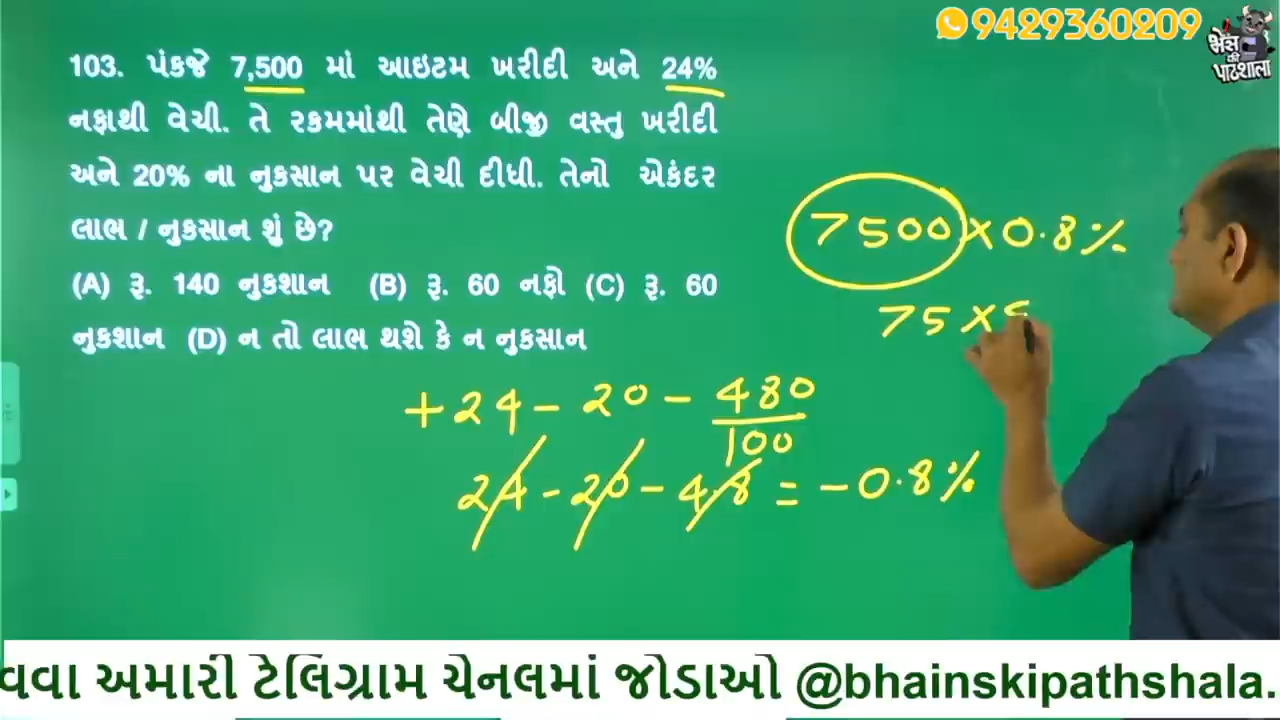 9429360209
भैंस
की
पाठशाला
103. પંકજે 7,500 માં આઇટમ ખરીદી અને 24%
નફાથી વેચી. તે રકમમાંથી તેણે બીજી વસ્તુ ખરીદી
અને 20% ના નુકસાન પર વેચી દીધી. તેનો એકંદર
લાભ / નુકસાન શું છે?
(A) રૂ. 140 નુકશાન (B) રૂ. 60 નફો (C) રૂ. 60
નુકશાન (D) ન તો લાભ થશે કે ન નુકસાન
7500 × 0.8%
75 ×
+24 - 20 - 480
100
24 - 20 - 4.8 = -0.8%
વવા અમારી ટેલિગ્રામ ચેનલમાં જોડાઓ @bhainskipathshala.